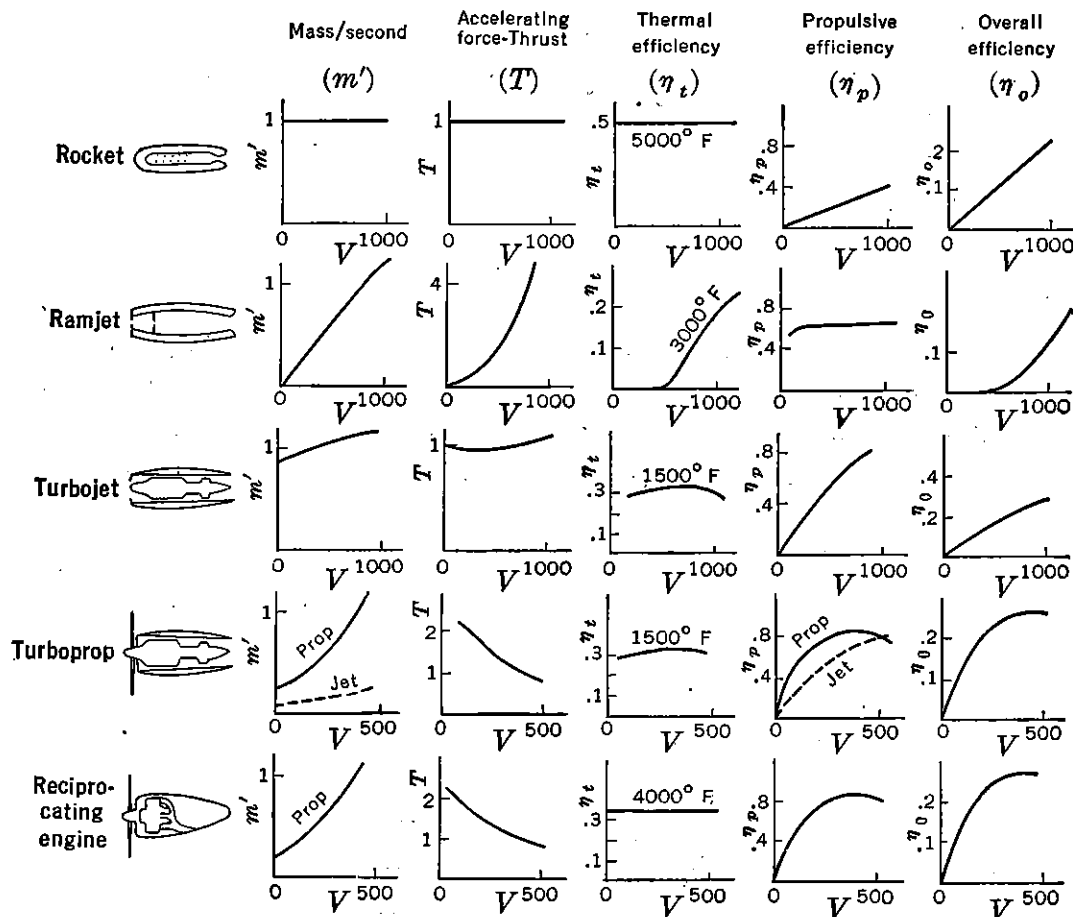 Mass/second
(m′)
Accelerating
force-Thrust
(T)
Thermal
efficiency
(η t)
Propulsive
efficiency
(η p)
Overall
efficiency
(η o)
Rocket
1
m′
0
V
1000
1
T
0
V
1000
.5
5000° F
η t
0
V
1000
.8
.4
η p
0
V
1000
.2
.1
η o
0
V
1000
Ramjet
1
m′
0
V
1000
4
T
0
V
1000
η t
.2
.1
3000° F
0
V
1000
.8
.4
η p
0
V
1000
η 0
.1
0
V
1000
Turbojet
1
m′
0
V
1000
1
T
0
V
1000
η t
.3
.1
1500° F
0
V
1000
.8
.4
η p
0
V
1000
.4
.2
η 0
0
V
1000
Turboprop
1
m′
Prop
Jet
0
V
500
T
2
1
0
V
500
η t
.3
.1
1500° F
0
V
500
.8
.4
η p
Prop
Jet
0
V
500
.2
.1
η 0
0
V
500
Recipro-
cating
engine
1
m′
Prop
0
V
500
T
2
1
0
V
500
η t
.3
.1
4000° F
0
V
500
.8
.4
η p
0
V
500
.2
.1
η 0
0
V
500